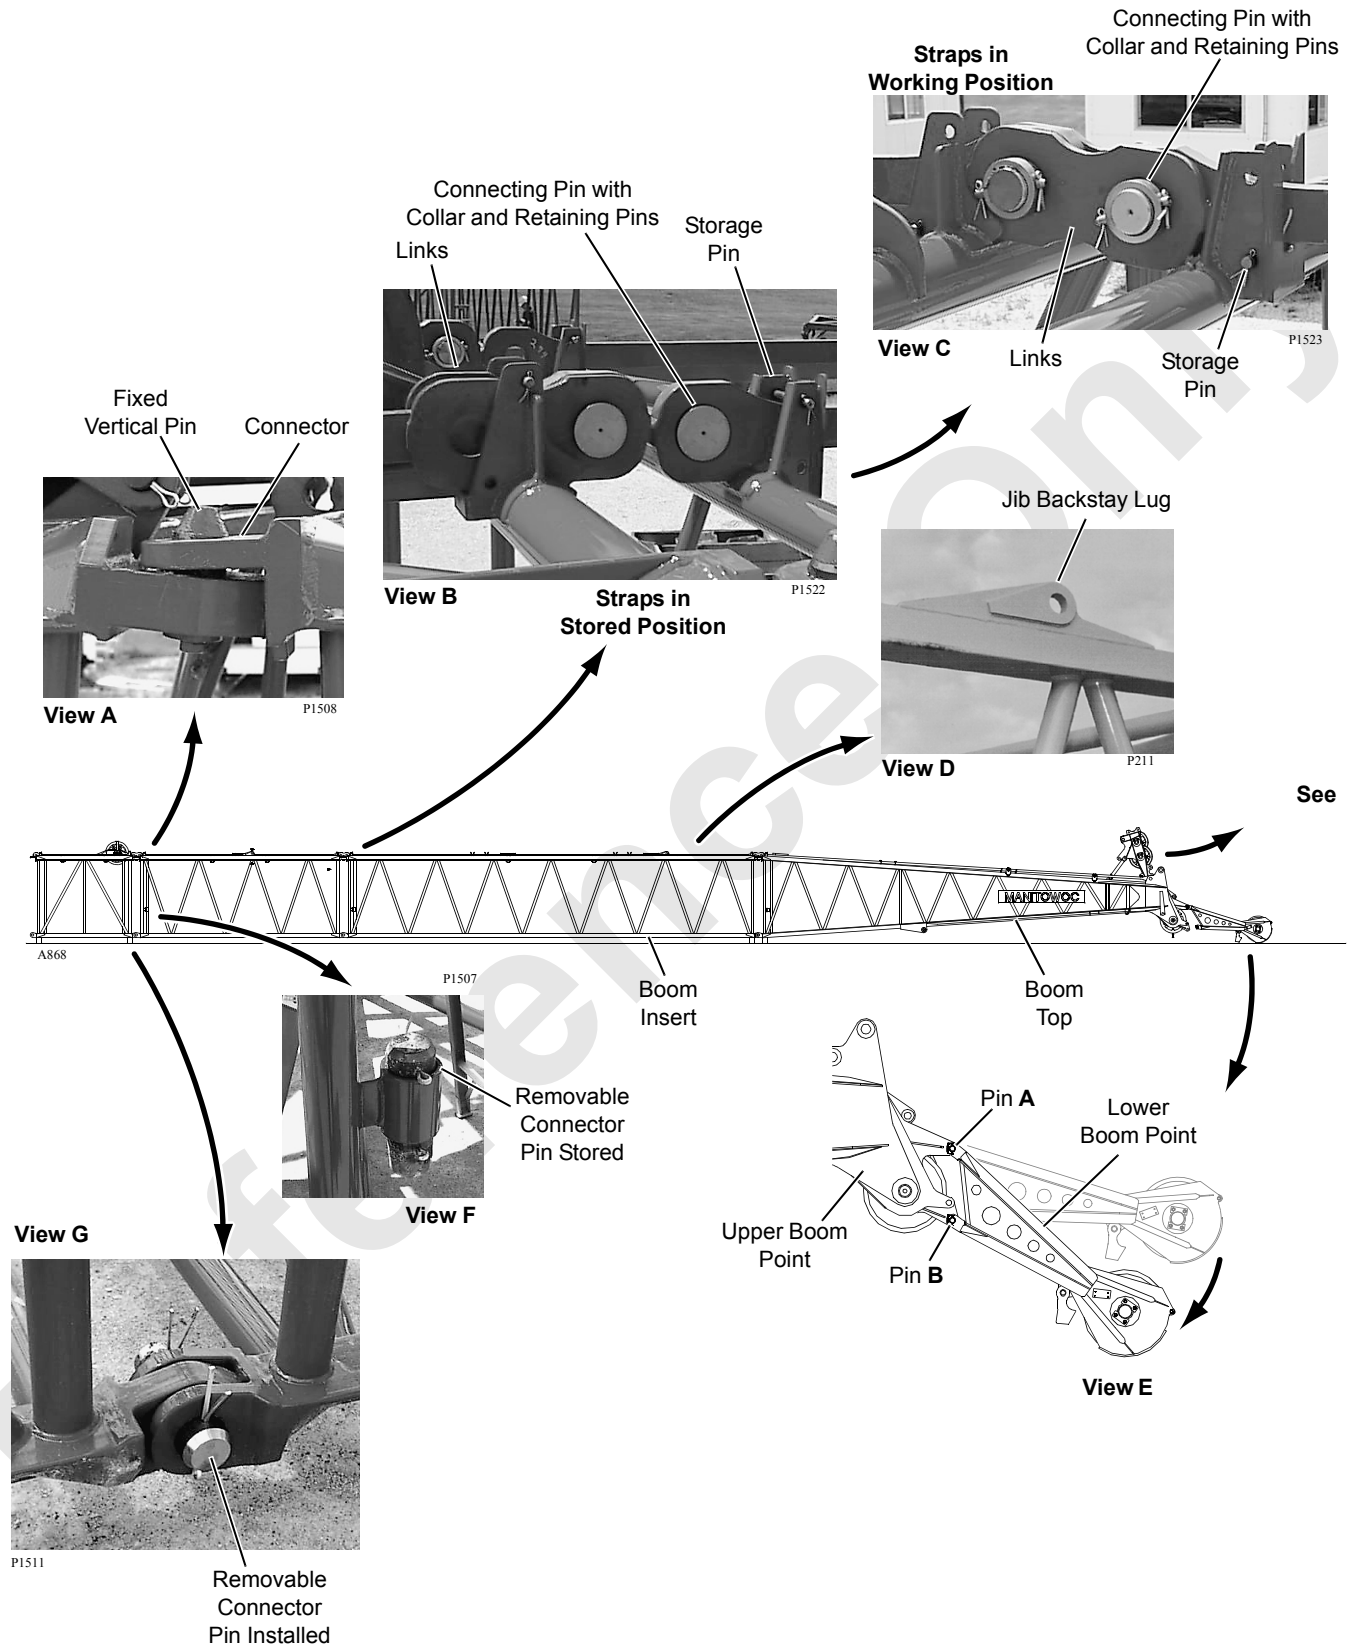 Connecting Pin with
Collar and Retaining Pins
Straps in
Working Position
P1523
View C
Links
Storage
Pin
Connecting Pin with
Collar and Retaining Pins
Links
Storage
Pin
View B
P1522
Straps in
Stored Position
Fixed
Vertical Pin
Connector
View A
P1508
Jib Backstay Lug
View D
P211
See
MANITOWOC
A868
Boom
Insert
Boom
Top
P1507
Removable
Connector
Pin Stored
View F
Pin A
Lower
Boom Point
Upper Boom
Point
Pin B
View E
View G
P1511
Removable
Connector
Pin Installed
Reference Only